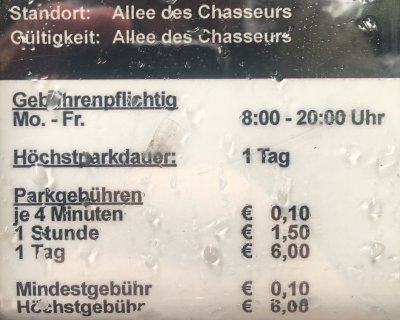 Standort: Allee des Chasseurs
Gültigkeit: Allee des Chasseurs
Gebührenpflichtig
Mo. - Fr. 8:00 - 20:00 Uhr
Höchstparkdauer: 1 Tag
Parkgebühren
je 4 Minuten € 0,10
1 Stunde € 1,50
1 Tag € 6,00
Mindestgebühr € 0,10
Höchstgebühr € 6,00